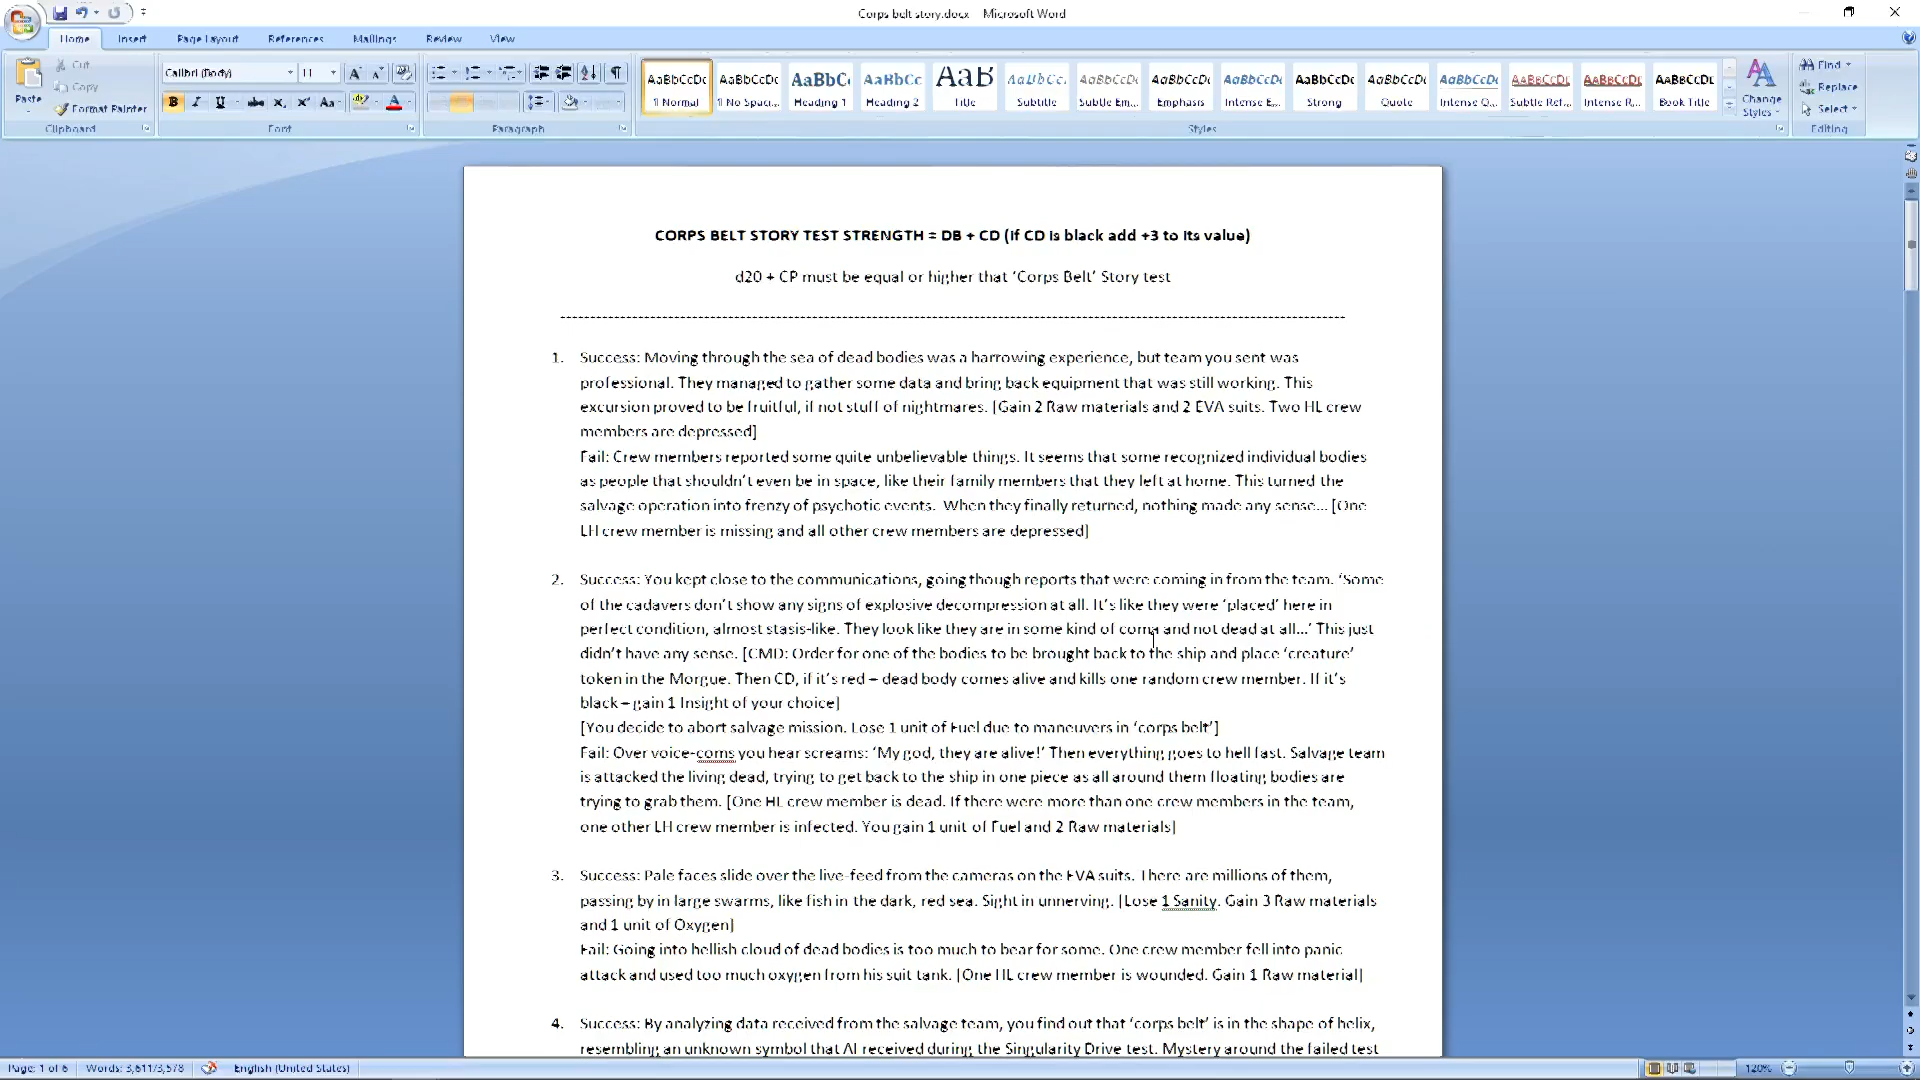 Corps belt story.docx - Microsoft Word
Home Insert Page Layout References Mailings Review View
Paste Cut Copy Format Painter
Calibri (Body) 11
AaBbCcDc AaBbCcDc AaBbC AaBbCc AaB AaBbCc. AaBbCcDc AaBbCcDc AaBbCcDc AaBbCcDc AaBbCcDc AaBbCcDc AaBbCcDc AaBbCcDc AaBbCcDc
¶ Normal ¶ No Spaci... Heading 1 Heading 2 Title Subtitle Subtle Em... Emphasis Intense E... Strong Quote Intense Q... Subtle Ref... Intense R... Book Title
Change Styles
Find Replace Select
Clipboard Font Paragraph Styles Editing
CORPS BELT STORY TEST STRENGTH = DB + CD (if CD is black add +3 to its value)
d20 + CP must be equal or higher that ‘Corps Belt’ Story test
1. Success: Moving through the sea of dead bodies was a harrowing experience, but team you sent was
professional. They managed to gather some data and bring back equipment that was still working. This
excursion proved to be fruitful, if not stuff of nightmares. [Gain 2 Raw materials and 2 EVA suits. Two HL crew
members are depressed]
Fail: Crew members reported some quite unbelievable things. It seems that some recognized individual bodies
as people that shouldn’t even be in space, like their family members that they left at home. This turned the
salvage operation into frenzy of psychotic events. When they finally returned, nothing made any sense... [One
LH crew member is missing and all other crew members are depressed]
2. Success: You kept close to the communications, going though reports that were coming in from the team. ‘Some
of the cadavers don’t show any signs of explosive decompression at all. It’s like they were ‘placed’ here in
perfect condition, almost stasis-like. They look like they are in some kind of coma and not dead at all...’ This just
didn’t have any sense. [CMD: Order for one of the bodies to be brought back to the ship and place ‘creature’
token in the Morgue. Then CD, if it’s red – dead body comes alive and kills one random crew member. If it’s
black – gain 1 Insight of your choice]
[You decide to abort salvage mission. Lose 1 unit of Fuel due to maneuvers in ‘corps belt’]
Fail: Over voice-coms you hear screams: ‘My god, they are alive!’ Then everything goes to hell fast. Salvage team
is attacked the living dead, trying to get back to the ship in one piece as all around them floating bodies are
trying to grab them. [One HL crew member is dead. If there were more than one crew members in the team,
one other LH crew member is infected. You gain 1 unit of Fuel and 2 Raw materials]
3. Success: Pale faces slide over the live-feed from the cameras on the EVA suits. There are millions of them,
passing by in large swarms, like fish in the dark, red sea. Sight in unnerving. [Lose 1 Sanity. Gain 3 Raw materials
and 1 unit of Oxygen]
Fail: Going into hellish cloud of dead bodies is too much to bear for some. One crew member fell into panic
attack and used too much oxygen from his suit tank. [One HL crew member is wounded. Gain 1 Raw material]
4. Success: By analyzing data received from the salvage team, you find out that ‘corps belt’ is in the shape of helix,
resembling an unknown symbol that AI received during the Singularity Drive test. Mystery around the failed test
Page: 1 of 6 Words: 3,611/3,578 English (United States) 120%